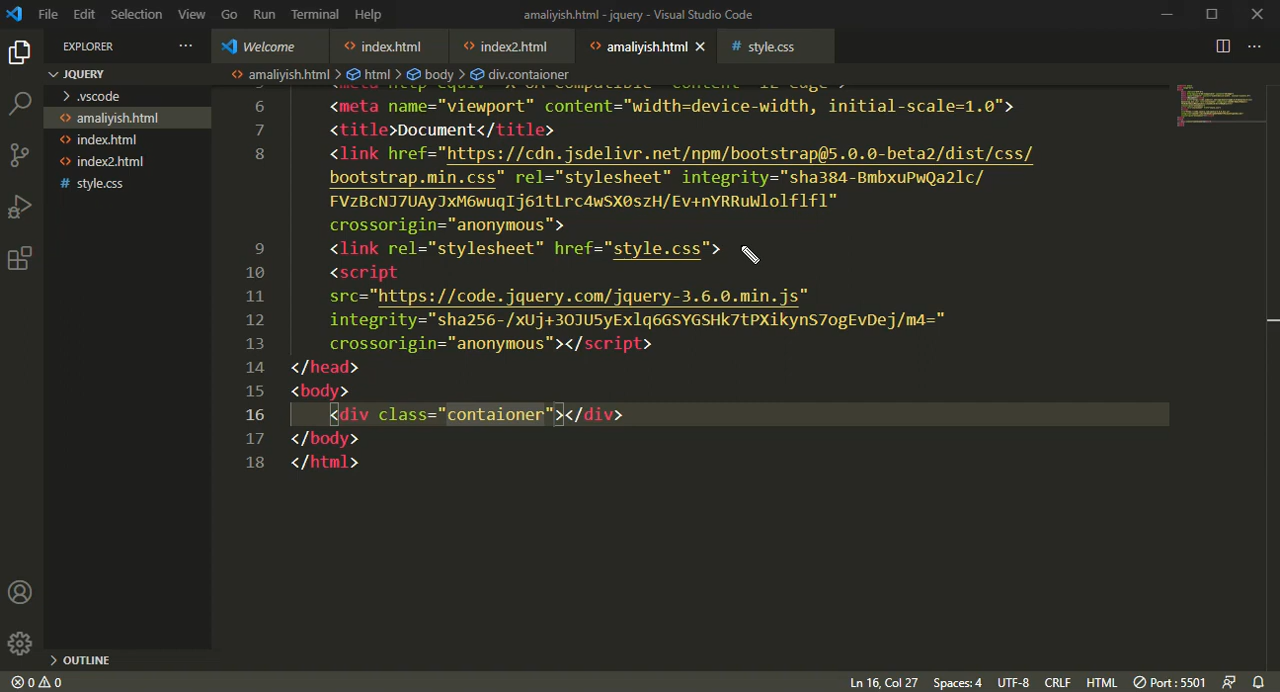 File Edit Selection View Go Run Terminal Help amaliyish.html - jquery - Visual Studio Code
EXPLORER ··· Welcome index.html index2.html amaliyish.html style.css ···
JQUERY
amaliyish.html > html > body > div.contaioner
.vscode
amaliyish.html
index.html
index2.html
style.css
OUTLINE
6 <meta name="viewport" content="width=device-width, initial-scale=1.0">
7 <title>Document</title>
8 <link href="https://cdn.jsdelivr.net/npm/bootstrap@5.0.0-beta2/dist/css/
bootstrap.min.css" rel="stylesheet" integrity="sha384-BmbxuPwQa2lc/
FVzBcNJ7UAyJxM6wuqIj61tLrc4wSX0szH/Ev+nYRRuWlolflfl"
crossorigin="anonymous">
9 <link rel="stylesheet" href="style.css">
10 <script
11 src="https://code.jquery.com/jquery-3.6.0.min.js"
12 integrity="sha256-/xUj+3OJU5yExlq6GSYGSHk7tPXikynS7ogEvDej/m4="
13 crossorigin="anonymous"></script>
14 </head>
15 <body>
16 <div class="contaioner"></div>
17 </body>
18 </html>
0 0 Ln 16, Col 27 Spaces: 4 UTF-8 CRLF HTML Port : 5501